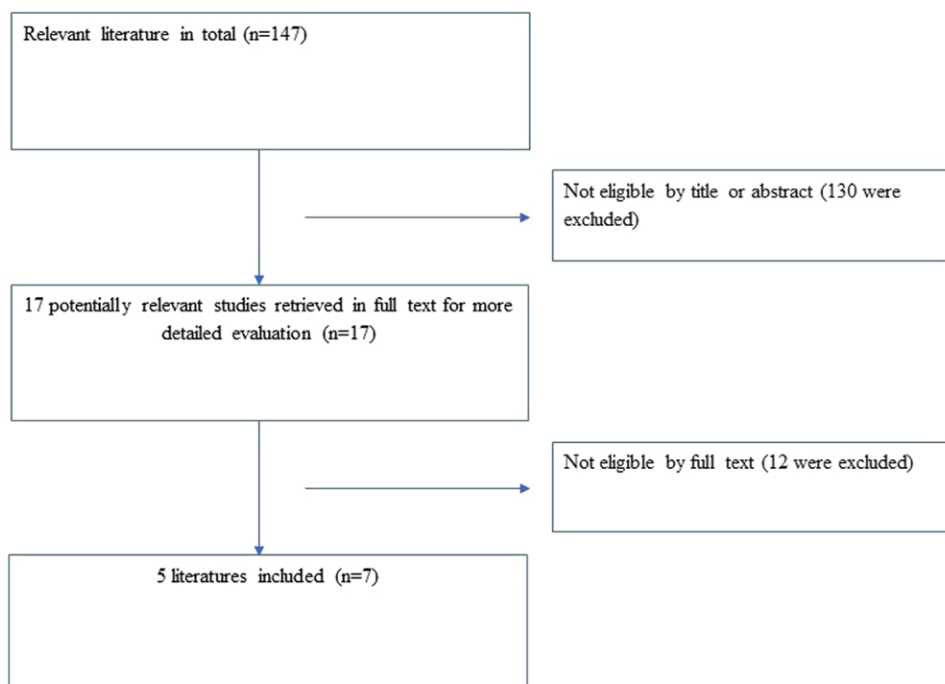 Relevant literature in total (n=147)
Not eligible by title or abstract (130 were
excluded)
17 potentially relevant studies retrieved in full text for more
detailed evaluation (n=17)
Not eligible by full text (12 were excluded)
5 literatures included (n=7)